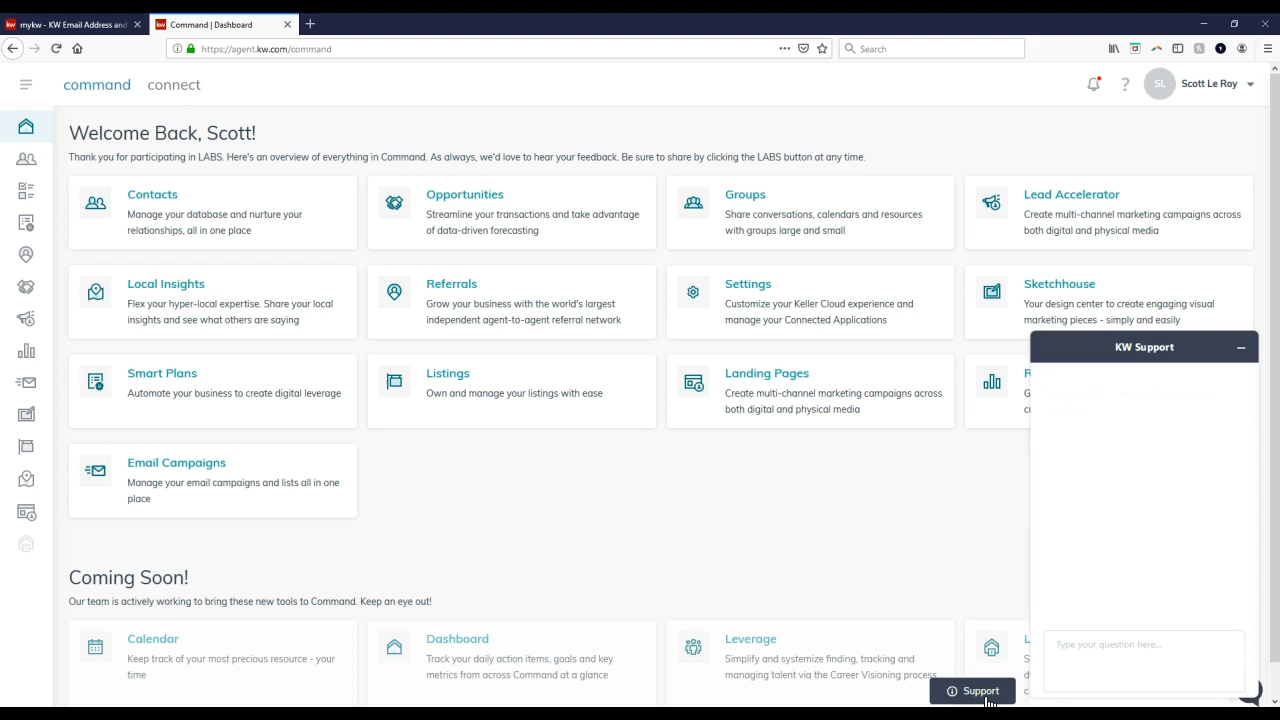 kw mykw - KW Email Address and
kw Command | Dashboard
https://agent.kw.com/command
Search
command connect
?
SL Scott Le Roy
Welcome Back, Scott!
Thank you for participating in LABS. Here's an overview of everything in Command. As always, we'd love to hear your feedback. Be sure to share by clicking the LABS button at any time.
Contacts
Manage your database and nurture your
relationships, all in one place
Opportunities
Streamline your transactions and take advantage
of data-driven forecasting
Groups
Share conversations, calendars and resources
with groups large and small
Lead Accelerator
Create multi-channel marketing campaigns across
both digital and physical media
Local Insights
Flex your hyper-local expertise. Share your local
insights and see what others are saying
Referrals
Grow your business with the world's largest
independent agent-to-agent referral network
Settings
Customize your Keller Cloud experience and
manage your Connected Applications
Sketchhouse
Your design center to create engaging visual
marketing pieces - simply and easily
Smart Plans
Automate your business to create digital leverage
Listings
Own and manage your listings with ease
Landing Pages
Create multi-channel marketing campaigns across
both digital and physical media
KW Support
Type your question here...
Email Campaigns
Manage your email campaigns and lists all in one
place
Coming Soon!
Our team is actively working to bring these new tools to Command. Keep an eye out!
Calendar
Keep track of your most precious resource - your
time
Dashboard
Track your daily action items, goals and key
metrics from across Command at a glance
Leverage
Simplify and systemize finding, tracking and
managing talent via the Career Visioning process
Support